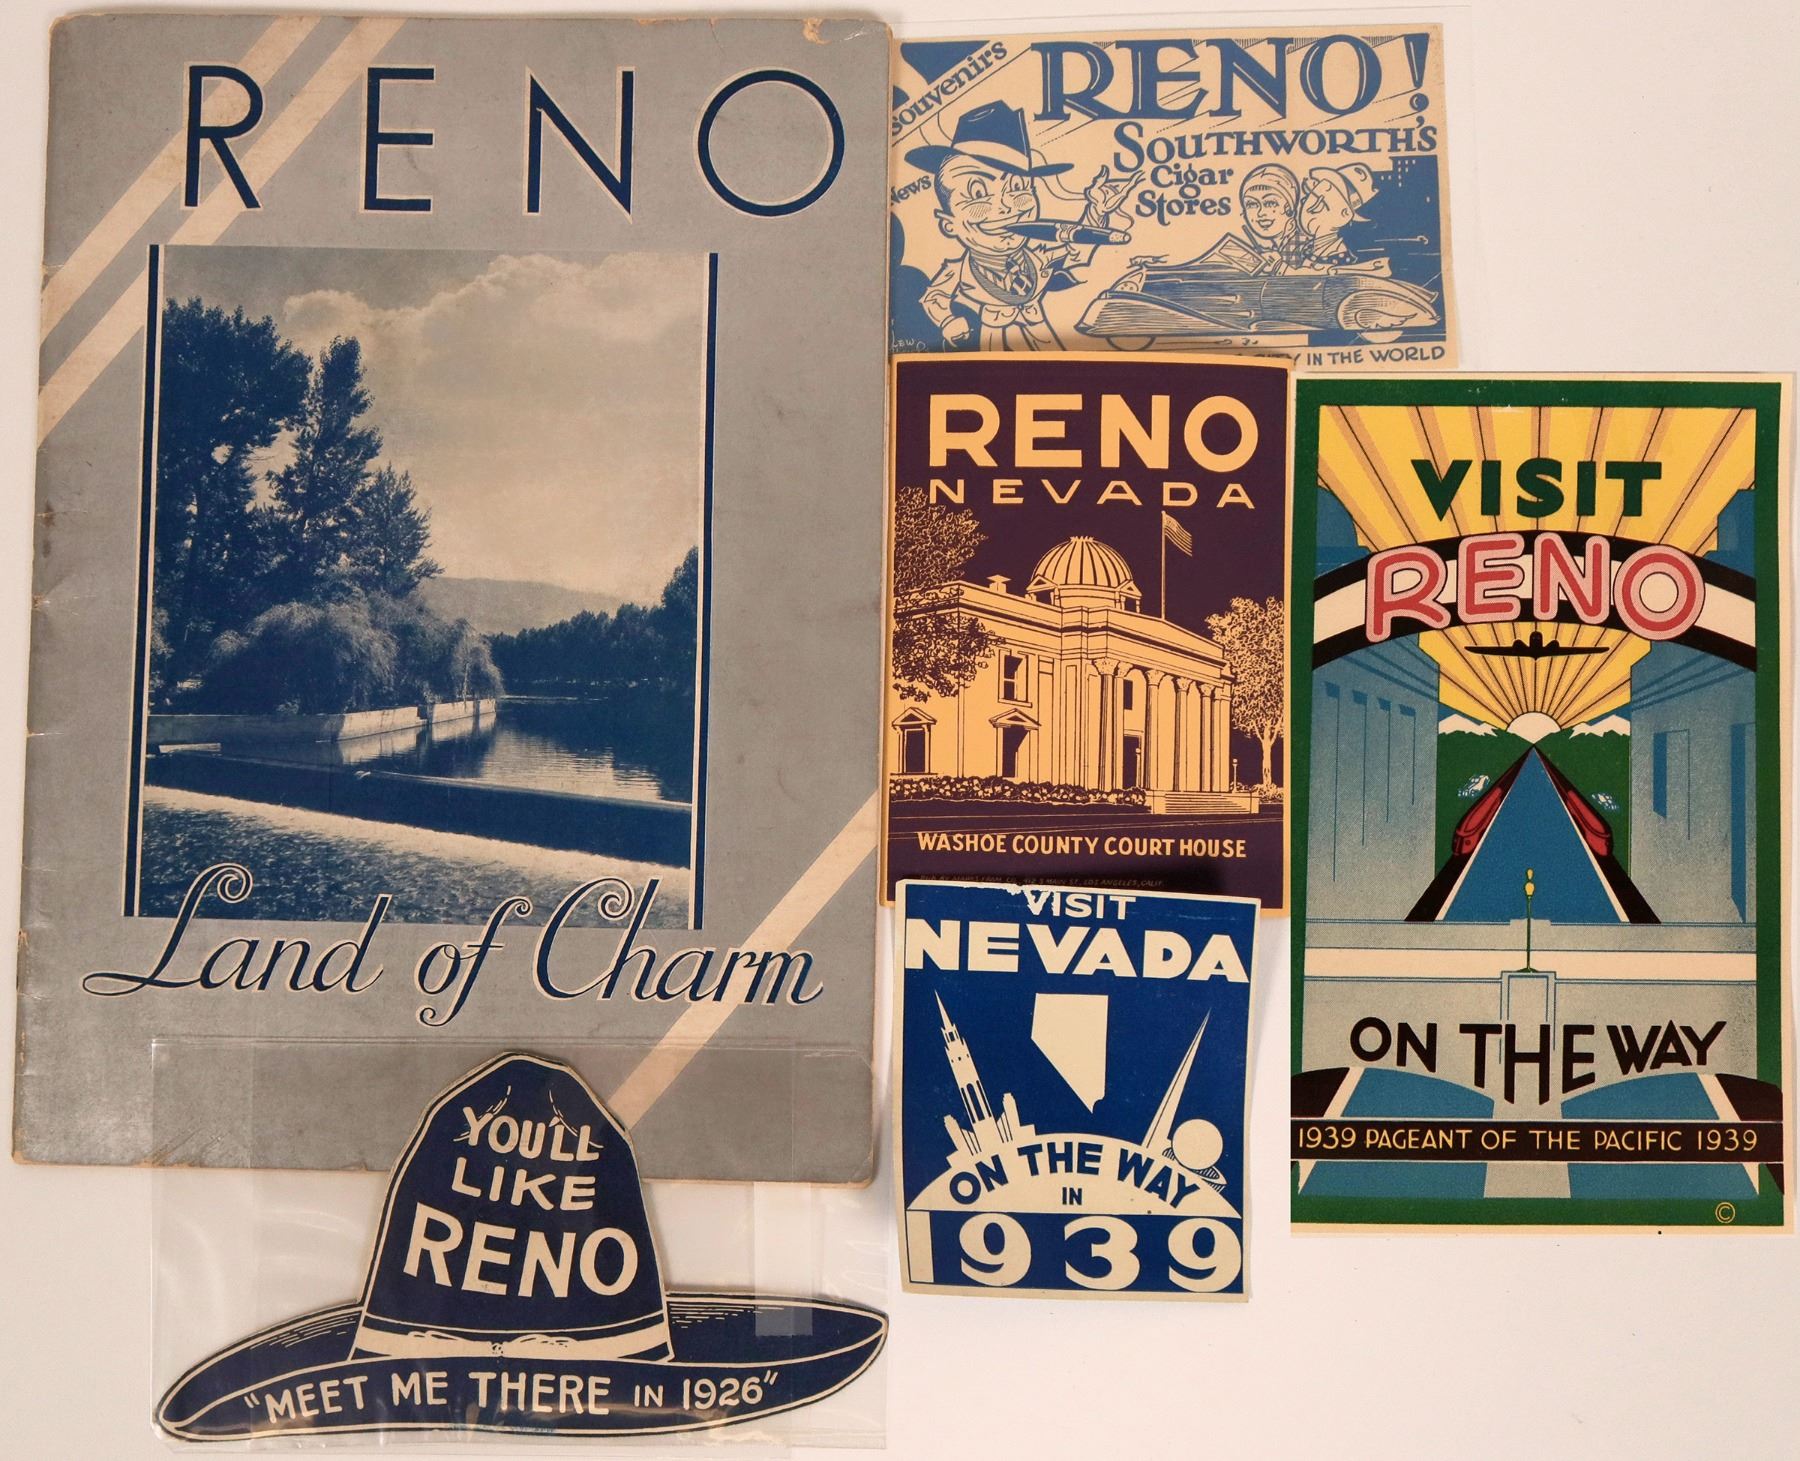 RENO
Land of Charm
Souvenirs
RENO!
SOUTHWORTH'S
News
Cigar
Stores
LEW
CITY IN THE WORLD
RENO
NEVADA
WASHOE COUNTY COURT HOUSE
VISIT
RENO
ON THE WAY
1939 PAGEANT OF THE PACIFIC 1939
©
VISIT
NEVADA
ON THE WAY
IN
1939
YOU'LL
LIKE
RENO
"MEET ME THERE IN 1926"